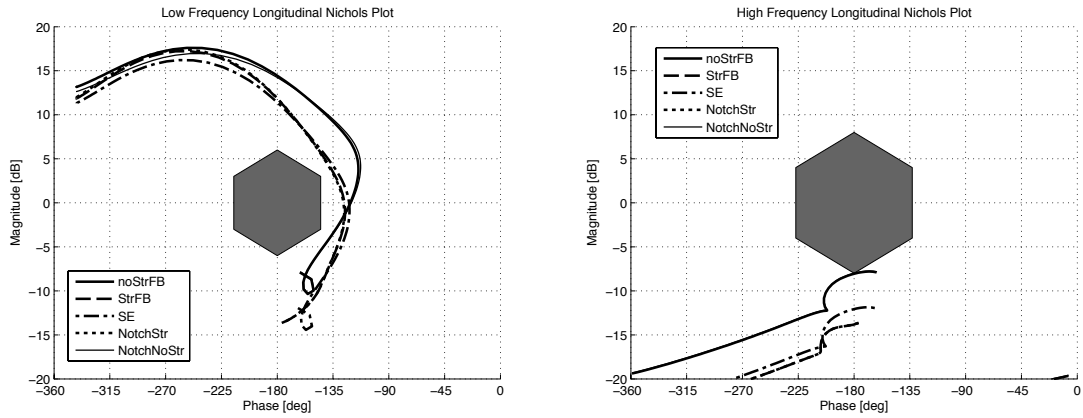 Low Frequency Longitudinal Nichols Plot
20
15
10
5
0
−5
−10
−15
−20
Magnitude [dB]
noStrFB
StrFB
SE
NotchStr
NotchNoStr
−360 −315 −270 −225 −180 −135 −90 −45 0
Phase [deg]
High Frequency Longitudinal Nichols Plot
20
15
10
5
0
−5
−10
−15
−20
Magnitude [dB]
noStrFB
StrFB
SE
NotchStr
NotchNoStr
−360 −315 −270 −225 −180 −135 −90 −45 0
Phase [deg]